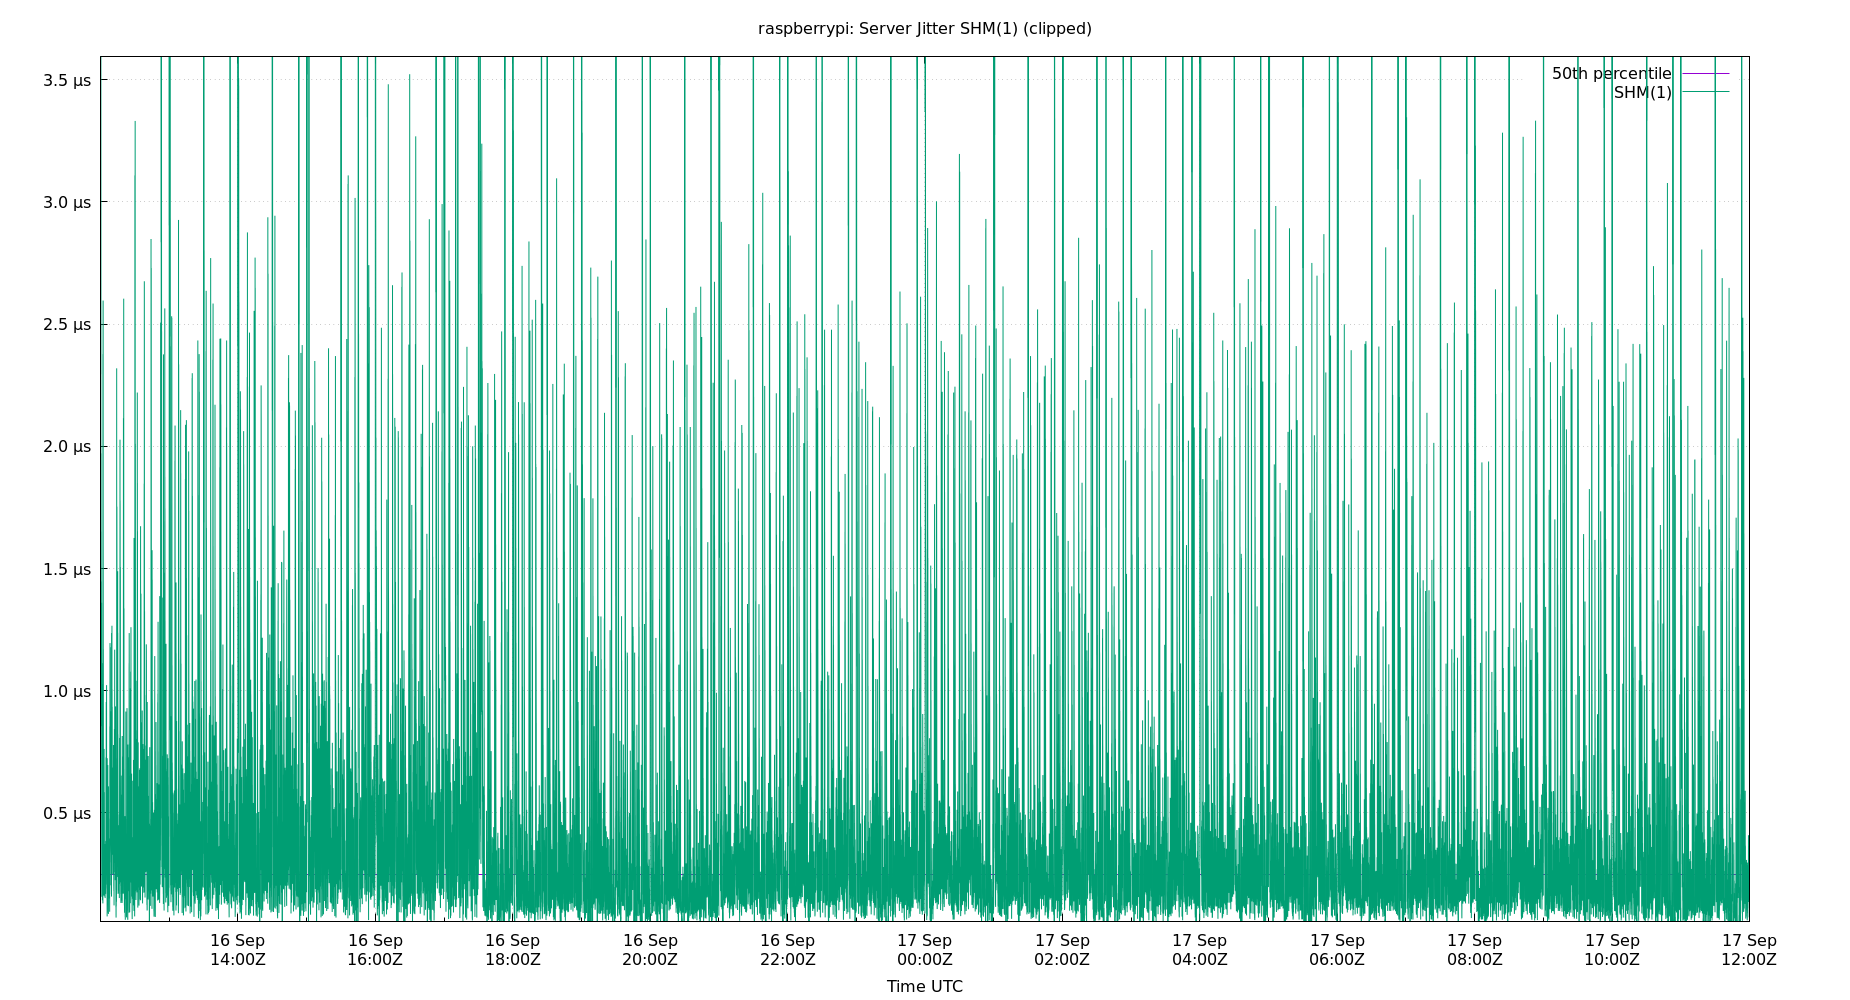 raspberrypi: Server Jitter SHM(1) (clipped)
3.5 µs
3.0 µs
2.5 µs
2.0 µs
1.5 µs
1.0 µs
0.5 µs
50th percentile
SHM(1)
16 Sep 16 Sep 16 Sep 16 Sep 16 Sep 17 Sep 17 Sep 17 Sep 17 Sep 17 Sep 17 Sep 17 Sep
14:00Z 16:00Z 18:00Z 20:00Z 22:00Z 00:00Z 02:00Z 04:00Z 06:00Z 08:00Z 10:00Z 12:00Z
Time UTC